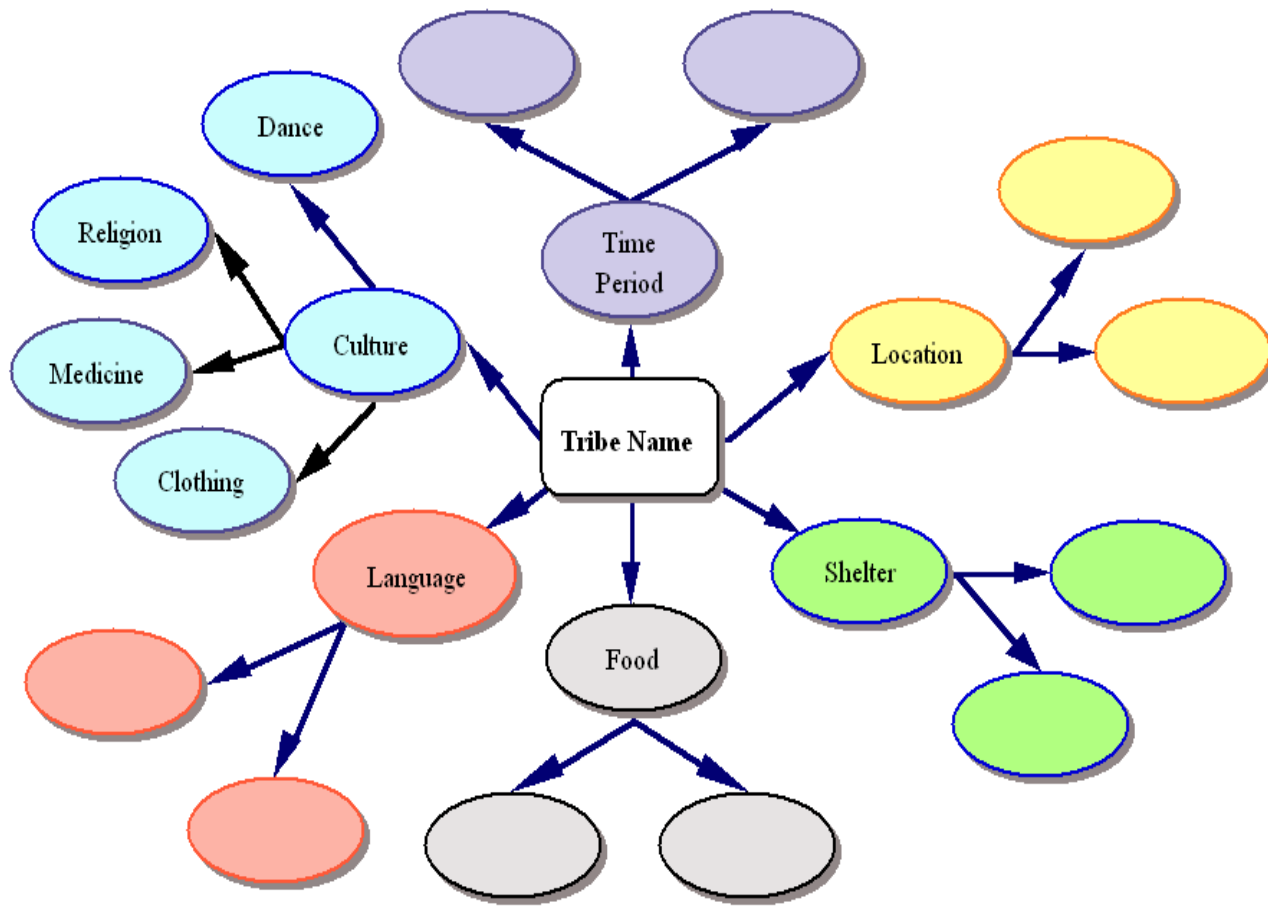 Dance
Religion
Time
Period
Culture
Location
Medicine
Tribe Name
Clothing
Language
Shelter
Food